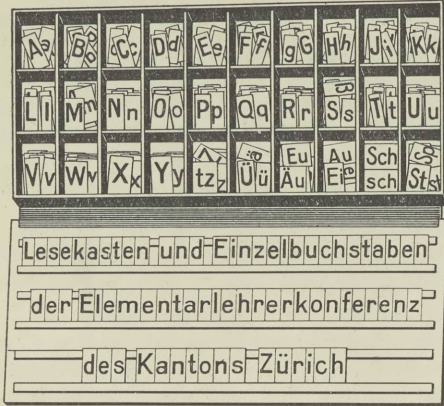 Aa Bb Cc Dd Ee Ff gG Hh Jj Kk
Ll Mm Nn Oo Pp Qq Rr Ss Tt Uu
Vv Wv Xx Yy tz z Üü Eu Äu Au Ei Sch sch St st
Lesekasten und Einzelbuchstaben
der Elementarlehrerkonferenz
des Kantons Zürich